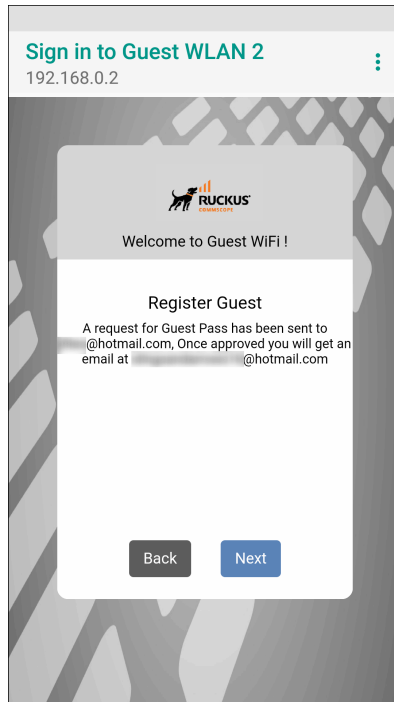 Sign in to Guest WLAN 2
192.168.0.2
RUCKUS
COMMSCOPE
Welcome to Guest WiFi !
Register Guest
A request for Guest Pass has been sent to
@hotmail.com, Once approved you will get an
email at @hotmail.com
Back
Next